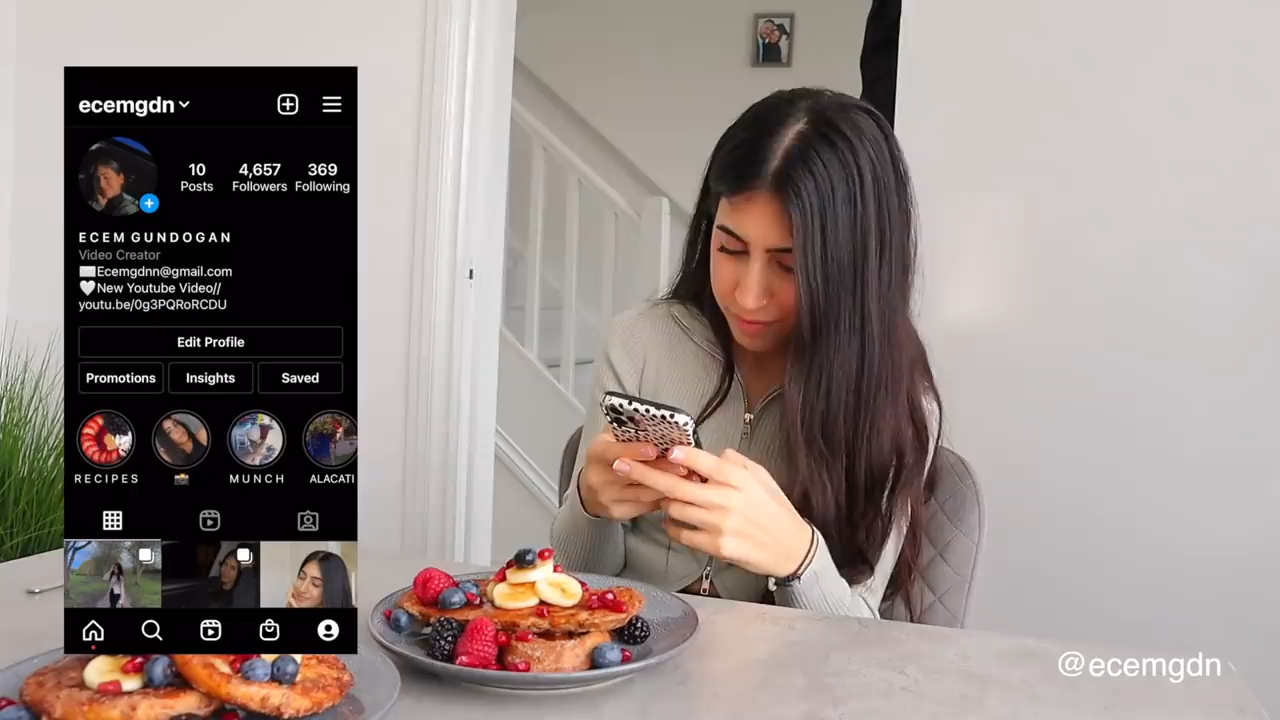 ecemgdn
10 4,657 369
Posts Followers Following
ECEM GUNDOGAN
Video Creator
✉️Ecemgdnn@gmail.com
🤍New Youtube Video//
youtu.be/0g3PQRoRCDU
Edit Profile
Promotions Insights Saved
RECIPES 📸 MUNCH ALACATI
@ecemgdn